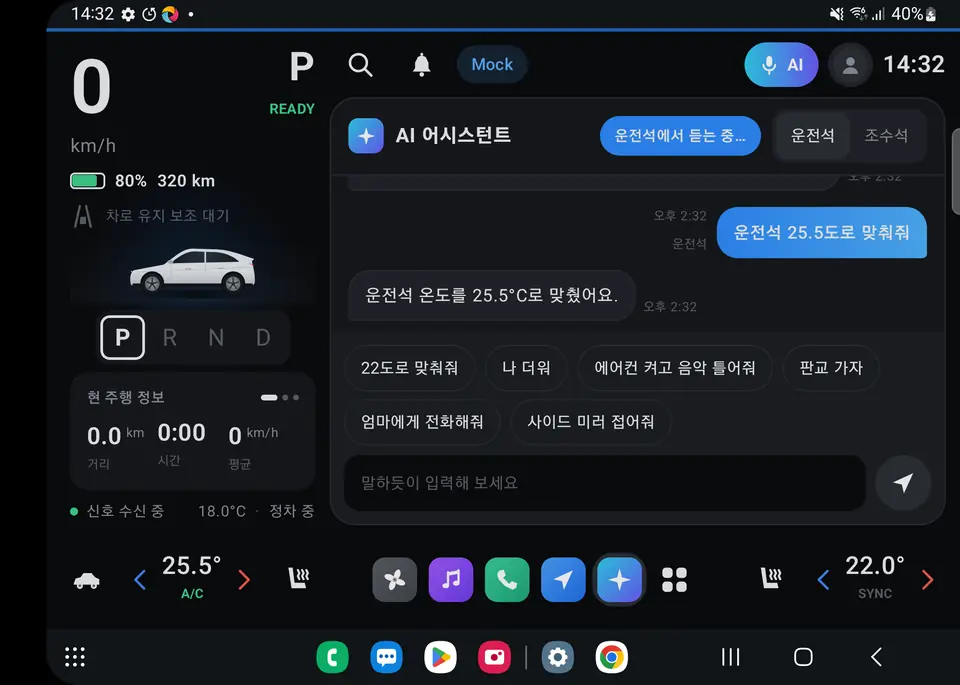 14:32
40%
0
P
READY
km/h
80% 320 km
차로 유지 보조 대기
P R N D
현 주행 정보
0.0 km 0:00 0 km/h
거리 시간 평균
신호 수신 중 18.0°C · 정차 중
Mock
AI
14:32
AI 어시스턴트
운전석에서 듣는 중...
운전석
조수석
오후 2:32
오후 2:32
운전석
운전석 25.5도로 맞춰줘
운전석 온도를 25.5°C로 맞췄어요.
오후 2:32
22도로 맞춰줘
나 더워
에어컨 켜고 음악 틀어줘
판교 가자
엄마에게 전화해줘
사이드 미러 접어줘
말하듯이 입력해 보세요
25.5°
A/C
22.0°
SYNC